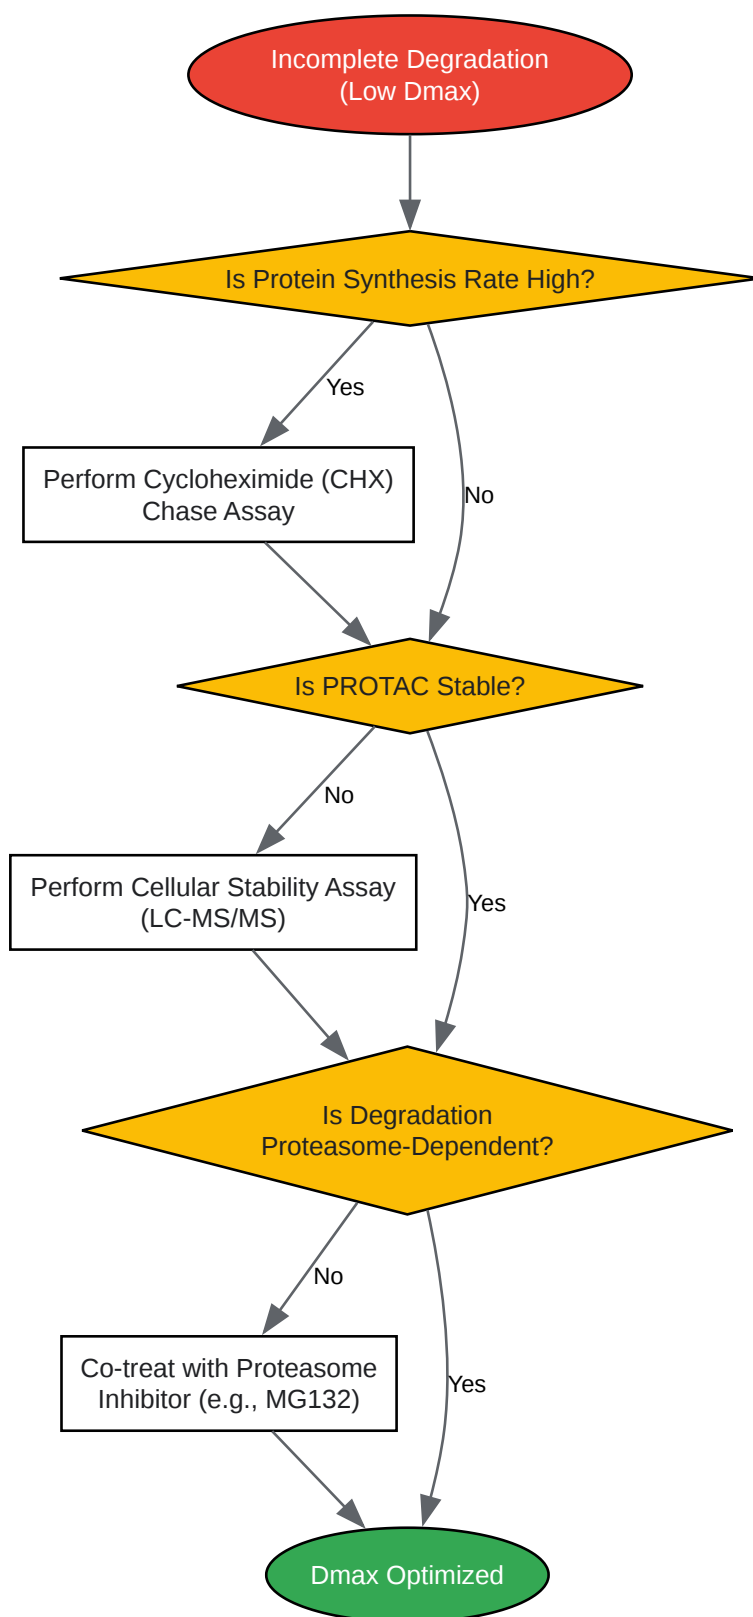 Incomplete Degradation
(Low Dmax)
Is Protein Synthesis Rate High?
Yes
Perform Cycloheximide (CHX)
Chase Assay
No
Is PROTAC Stable?
No
Perform Cellular Stability Assay
(LC-MS/MS)
Yes
Is Degradation
Proteasome-Dependent?
No
Co-treat with Proteasome
Inhibitor (e.g., MG132)
Yes
Dmax Optimized